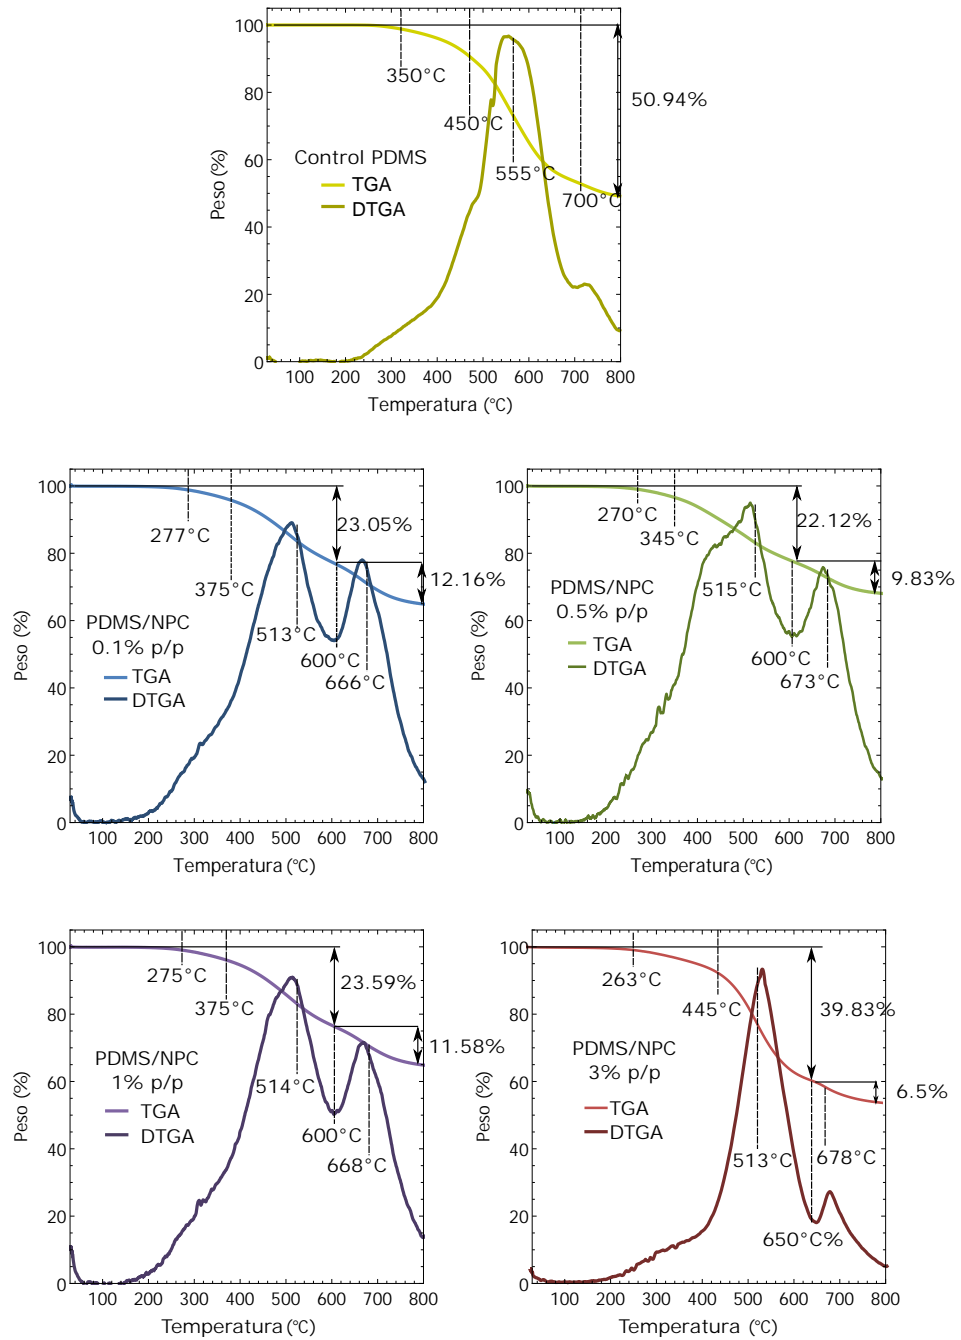 100
80
60
40
20
0
Peso (%)
350°C
450°C
555°C
700°C
50.94%
Control PDMS
TGA
DTGA
100 200 300 400 500 600 700 800
Temperatura (°C)
100
80
60
40
20
0
Peso (%)
277°C
375°C
513°C
600°C
666°C
23.05%
12.16%
PDMS/NPC
0.1% p/p
TGA
DTGA
100 200 300 400 500 600 700 800
Temperatura (°C)
100
80
60
40
20
0
Peso (%)
270°C
345°C
515°C
600°C
673°C
22.12%
9.83%
PDMS/NPC
0.5% p/p
TGA
DTGA
100 200 300 400 500 600 700 800
Temperatura (°C)
100
80
60
40
20
0
Peso (%)
275°C
375°C
514°C
600°C
668°C
23.59%
11.58%
PDMS/NPC
1% p/p
TGA
DTGA
100 200 300 400 500 600 700 800
Temperatura (°C)
100
80
60
40
20
0
Peso (%)
263°C
445°C
513°C
678°C
650°C%
39.83%
6.5%
PDMS/NPC
3% p/p
TGA
DTGA
100 200 300 400 500 600 700 800
Temperatura (°C)